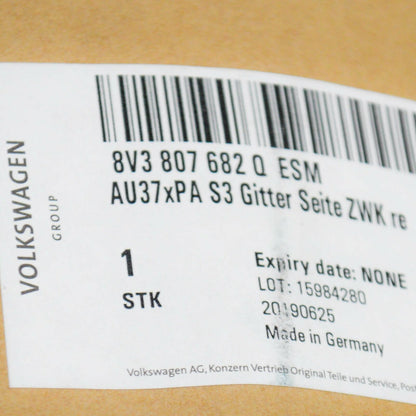 VOLKSWAGEN
GROUP
8V3 807 682 Q ESM
AU37xPA S3 Gitter Seite ZWK re
1
STK
Expiry date: NONE
LOT: 15984280
20190625
Made in Germany
Volkswagen AG, Konzern Vertrieb Original Teile und Service, Post